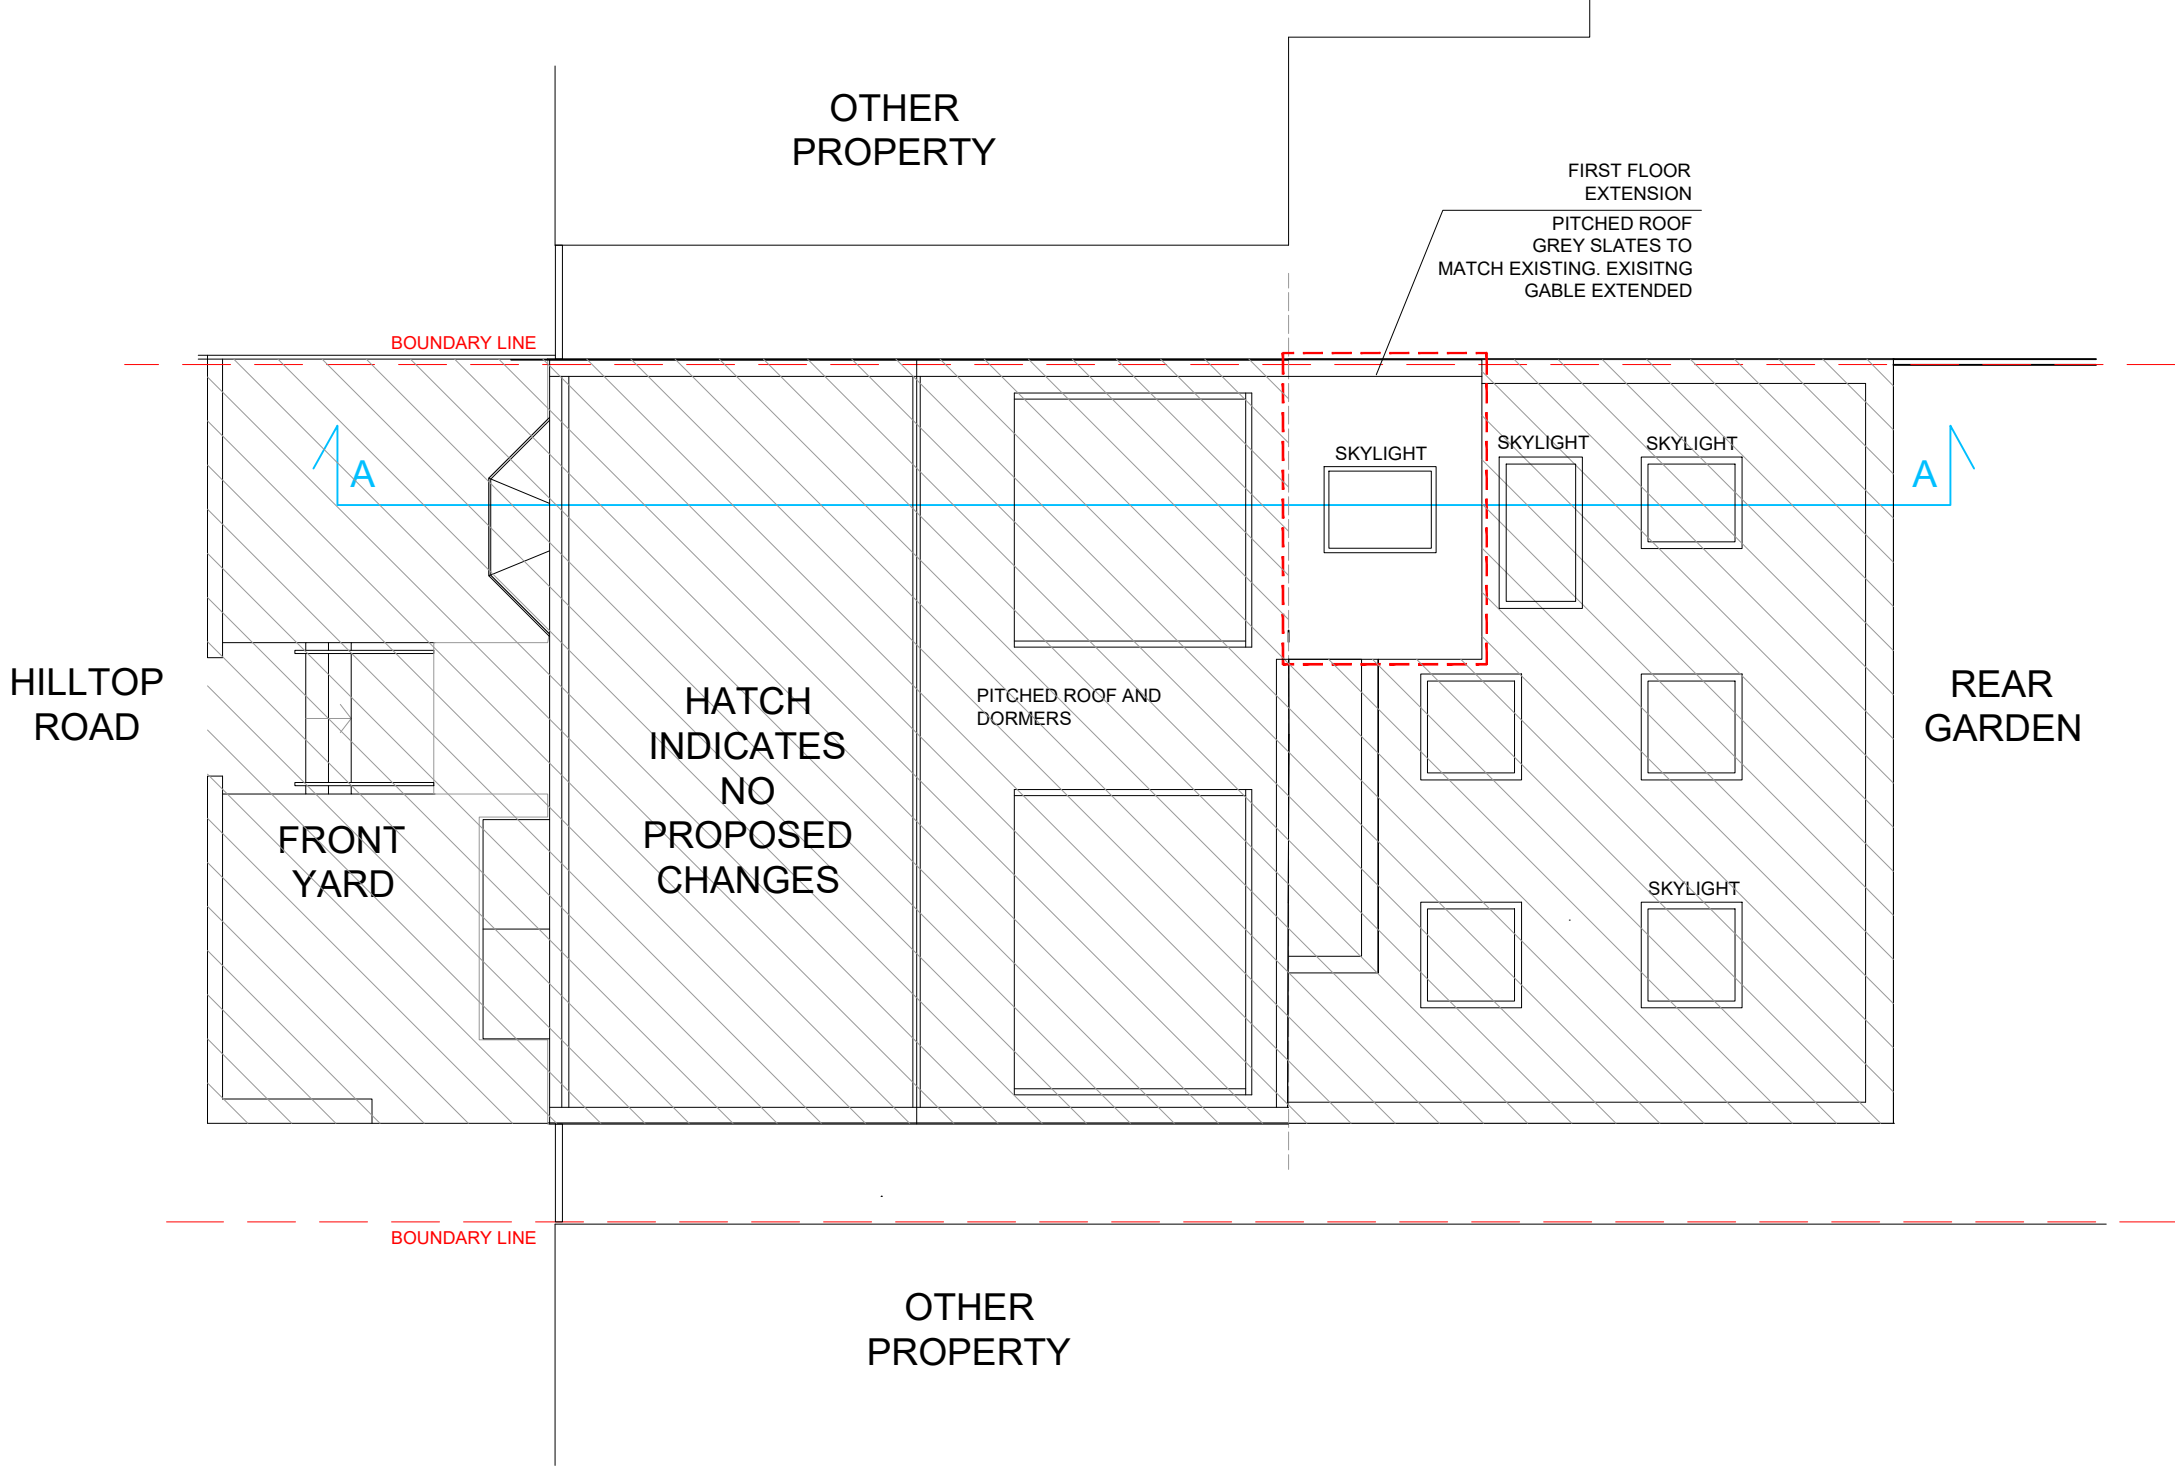 OTHER
PROPERTY
FIRST FLOOR
EXTENSION
PITCHED ROOF
GREY SLATES TO
MATCH EXISTING. EXISITNG
GABLE EXTENDED
BOUNDARY LINE
A
SKYLIGHT
SKYLIGHT
SKYLIGHT
A
HILLTOP
ROAD
HATCH
INDICATES
NO
PROPOSED
CHANGES
PITCHED ROOF AND
DORMERS
REAR
GARDEN
FRONT
YARD
SKYLIGHT
BOUNDARY LINE
OTHER
PROPERTY